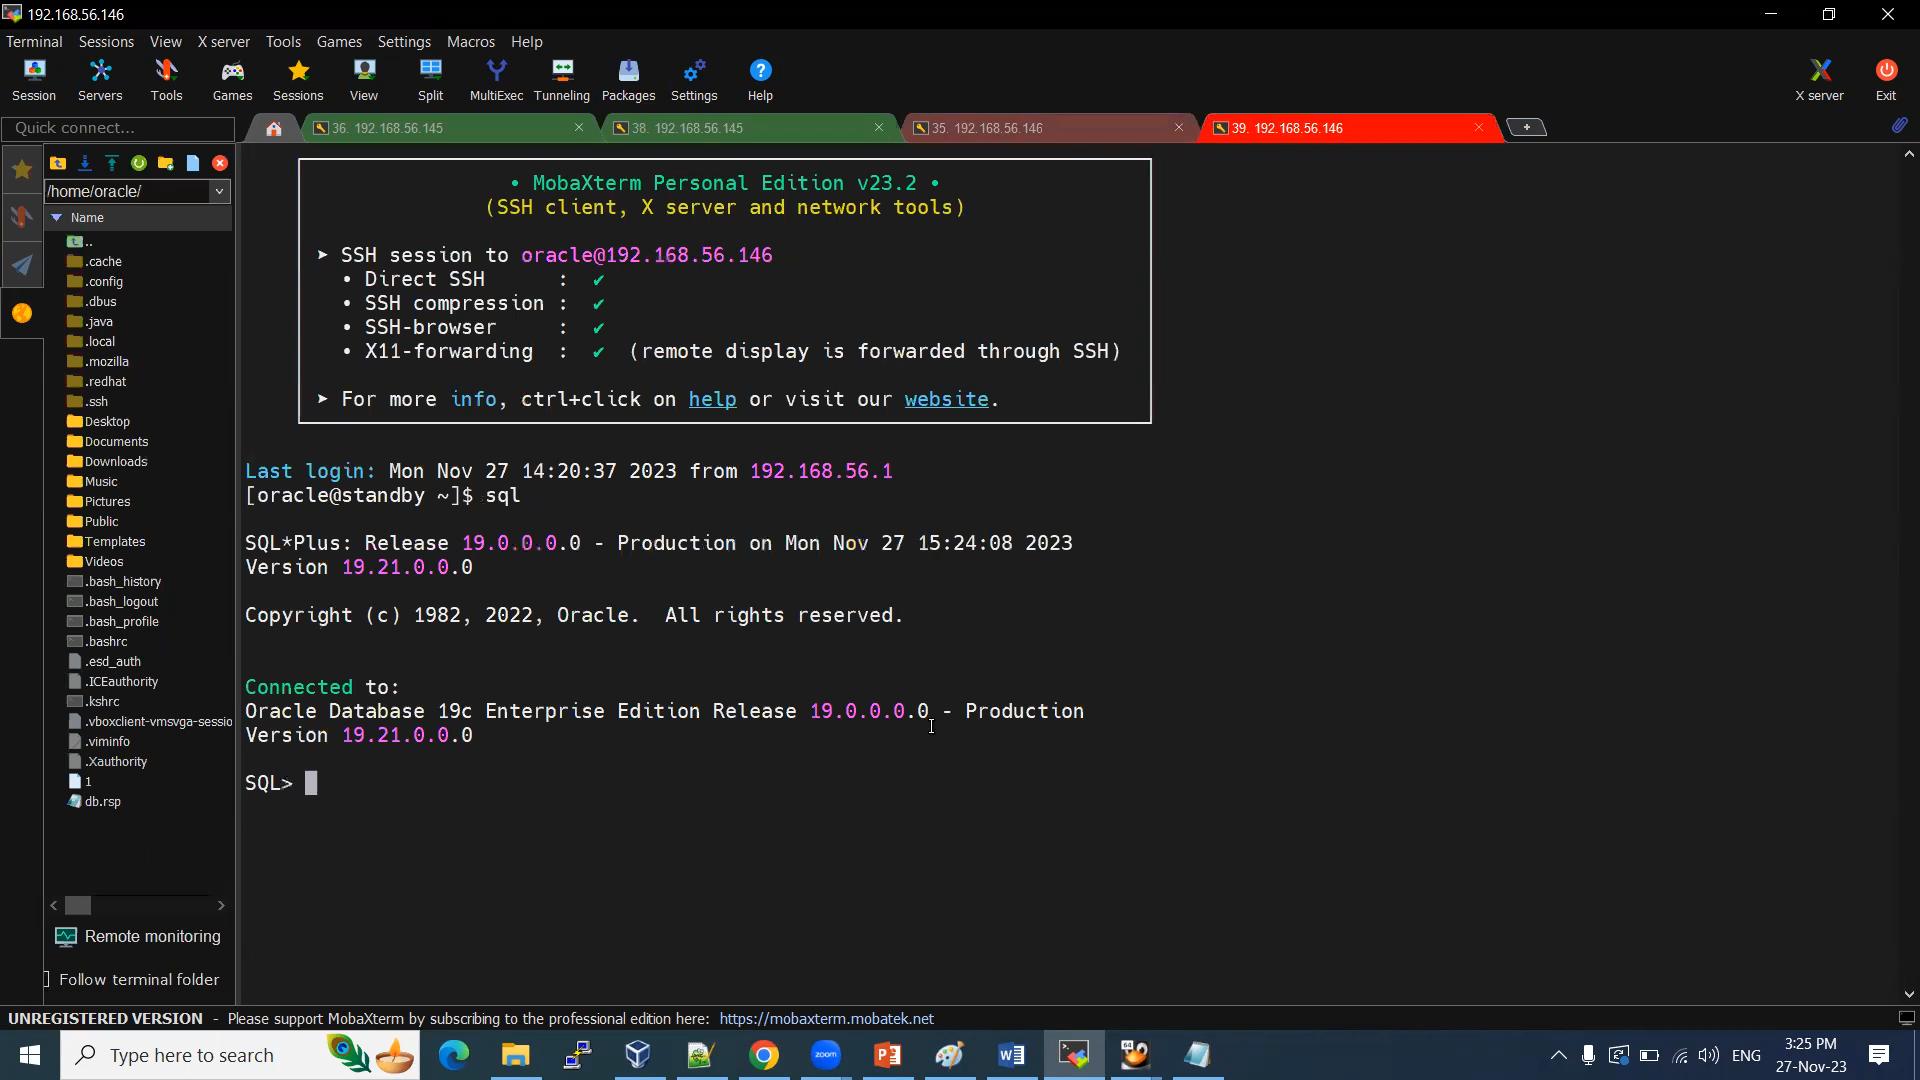 192.168.56.146
Terminal Sessions View X server Tools Games Settings Macros Help
Session Servers Tools Games Sessions View Split MultiExec Tunneling Packages Settings Help X server Exit
Quick connect... 36. 192.168.56.145 38. 192.168.56.145 35. 192.168.56.146 39. 192.168.56.146
/home/oracle/
Name
..
.cache
.config
.dbus
.java
.local
.mozilla
.redhat
.ssh
Desktop
Documents
Downloads
Music
Pictures
Public
Templates
Videos
.bash_history
.bash_logout
.bash_profile
.bashrc
.esd_auth
.ICEauthority
.kshrc
.vboxclient-vmsvga-sessio
.viminfo
.Xauthority
1
db.rsp
Remote monitoring
Follow terminal folder
• MobaXterm Personal Edition v23.2 •
(SSH client, X server and network tools)
➤ SSH session to oracle@192.168.56.146
• Direct SSH : ✔
• SSH compression : ✔
• SSH-browser : ✔
• X11-forwarding : ✔ (remote display is forwarded through SSH)
➤ For more info, ctrl+click on help or visit our website.
Last login: Mon Nov 27 14:20:37 2023 from 192.168.56.1
[oracle@standby ~]$ sql
SQL*Plus: Release 19.0.0.0.0 - Production on Mon Nov 27 15:24:08 2023
Version 19.21.0.0.0
Copyright (c) 1982, 2022, Oracle. All rights reserved.
Connected to:
Oracle Database 19c Enterprise Edition Release 19.0.0.0.0 - Production
Version 19.21.0.0.0
SQL>
UNREGISTERED VERSION - Please support MobaXterm by subscribing to the professional edition here: https://mobaxterm.mobatek.net
Type here to search
zoom
64
ENG
3:25 PM
27-Nov-23